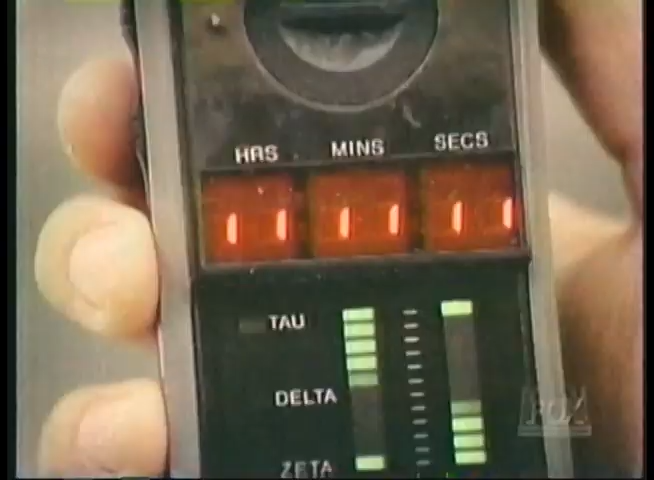 HRS MINS SECS
11 11 11
TAU
DELTA
ZETA
FOX